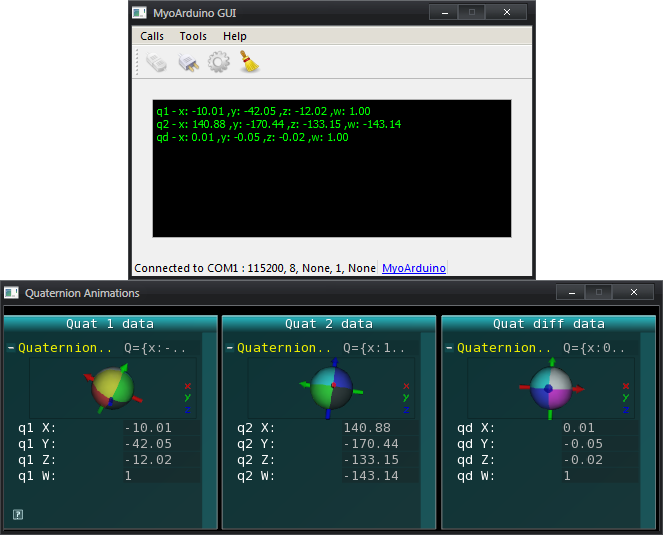 MyoArduino GUI
Calls Tools Help
q1 - x: -10.01 ,y: -42.05 ,z: -12.02 ,w: 1.00
q2 - x: 140.88 ,y: -170.44 ,z: -133.15 ,w: -143.14
qd - x: 0.01 ,y: -0.05 ,z: -0.02 ,w: 1.00
Connected to COM1 : 115200, 8, None, 1, None MyoArduino
Quaternion Animations
Quat 1 data
Quaternion.. Q={x:-..
x
y
z
q1 X: -10.01
q1 Y: -42.05
q1 Z: -12.02
q1 W: 1
?
Quat 2 data
Quaternion.. Q={x:1..
x
y
z
q2 X: 140.88
q2 Y: -170.44
q2 Z: -133.15
q2 W: -143.14
Quat diff data
Quaternion.. Q={x:0..
x
y
z
qd X: 0.01
qd Y: -0.05
qd Z: -0.02
qd W: 1